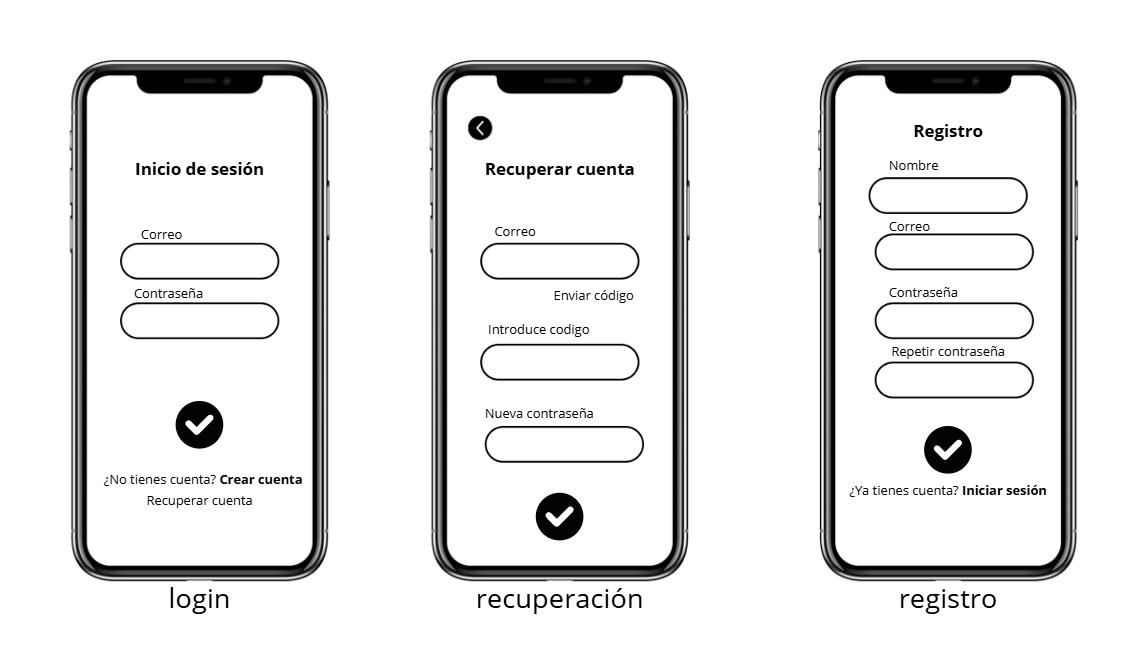 Inicio de sesión
Correo
Contraseña
¿No tienes cuenta? Crear cuenta
Recuperar cuenta
login
Recuperar cuenta
Correo
Enviar código
Introduce codigo
Nueva contraseña
recuperación
Registro
Nombre
Correo
Contraseña
Repetir contraseña
¿Ya tienes cuenta? Iniciar sesión
registro